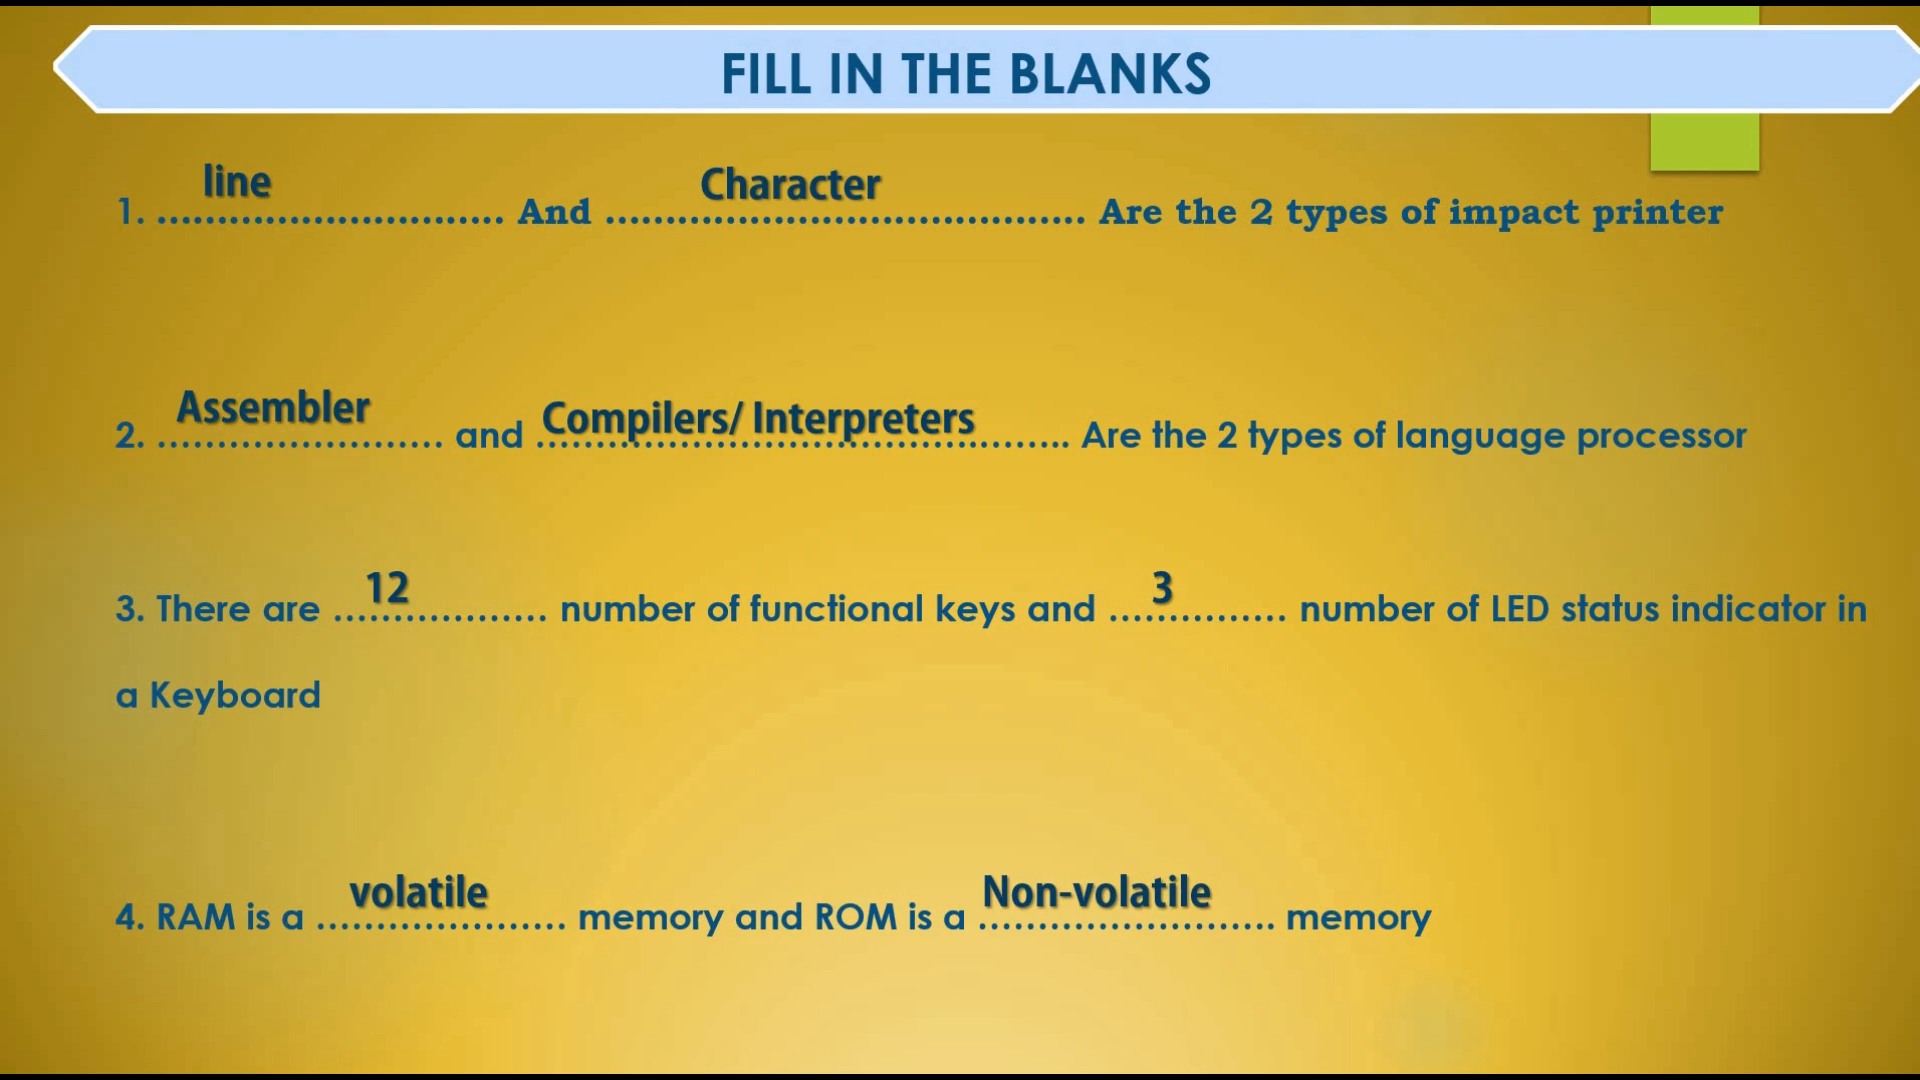 FILL IN THE BLANKS
1. line And Character Are the 2 types of impact printer
2. Assembler and Compilers/ Interpreters Are the 2 types of language processor
3. There are 12 number of functional keys and 3 number of LED status indicator in
a Keyboard
4. RAM is a volatile memory and ROM is a Non-volatile memory